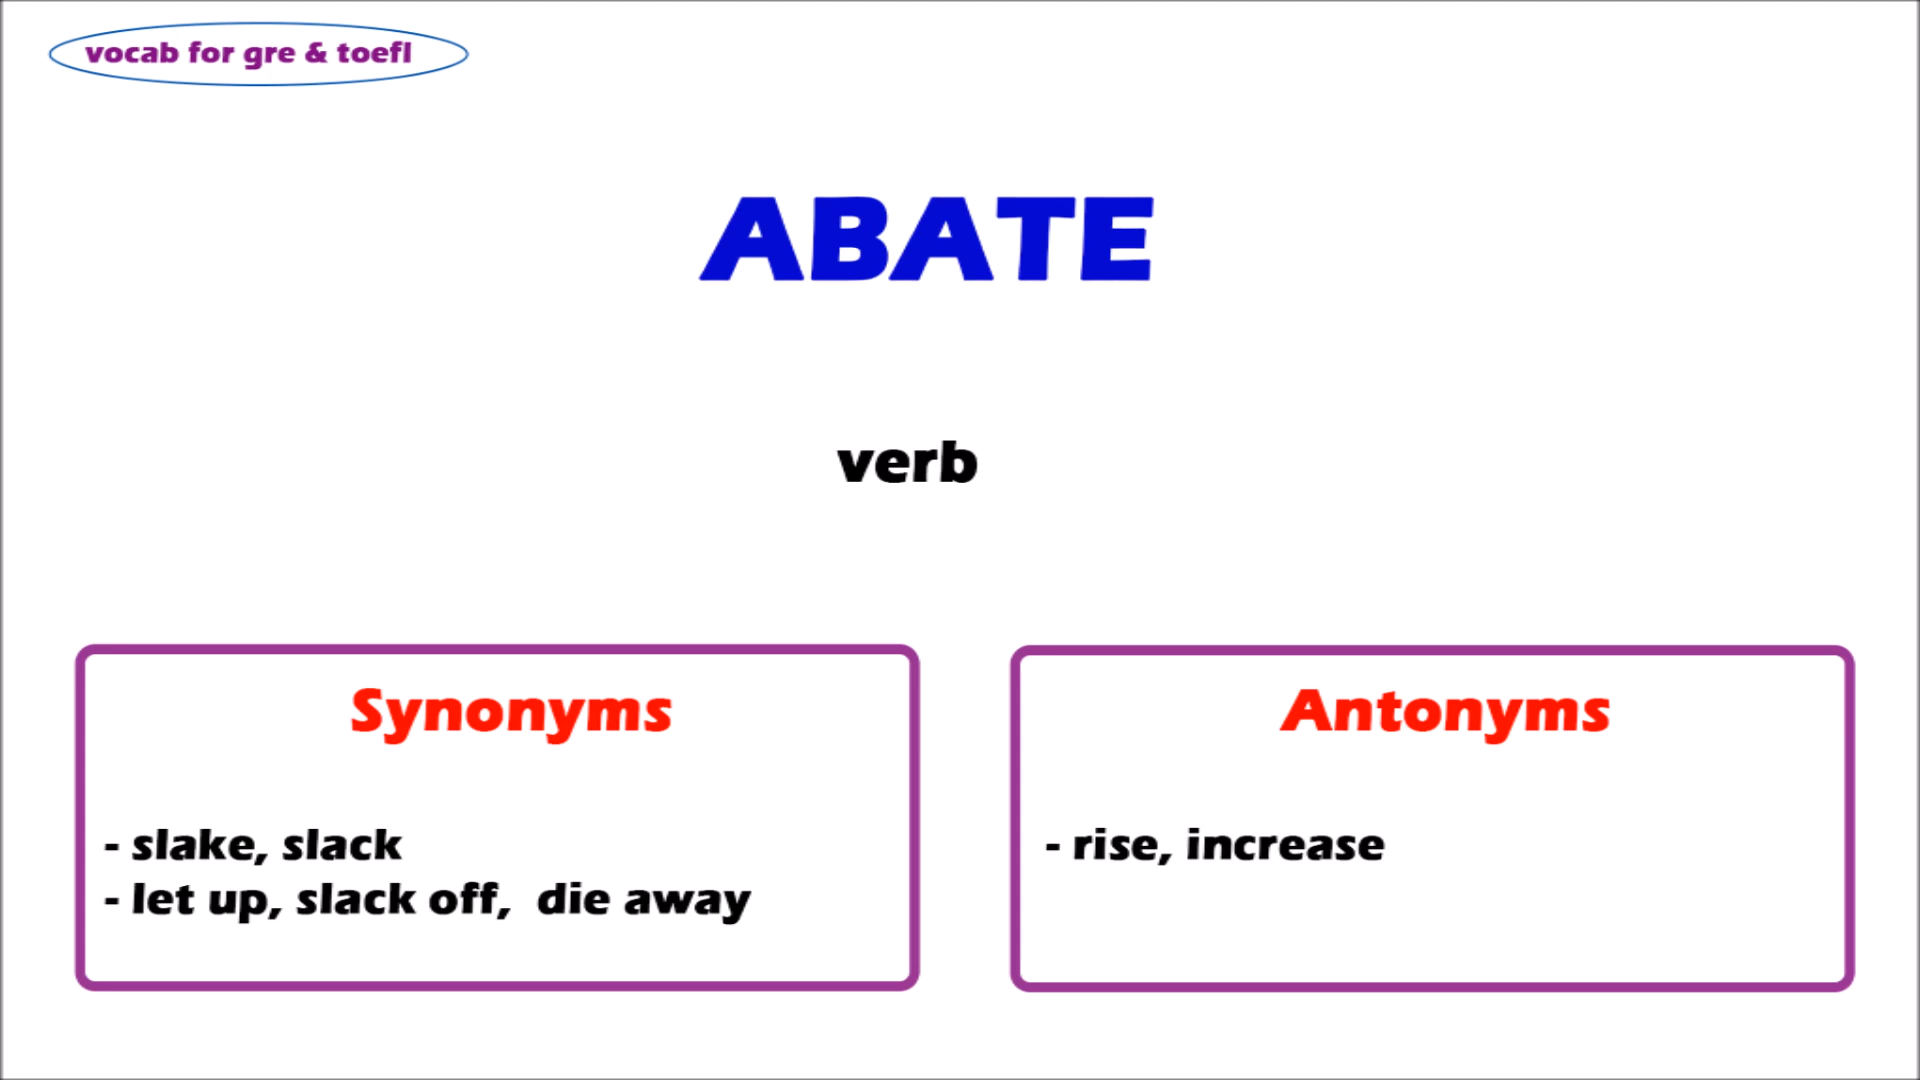 vocab for gre & toefl
ABATE
verb
Synonyms
- slake, slack
- let up, slack off, die away
Antonyms
- rise, increase